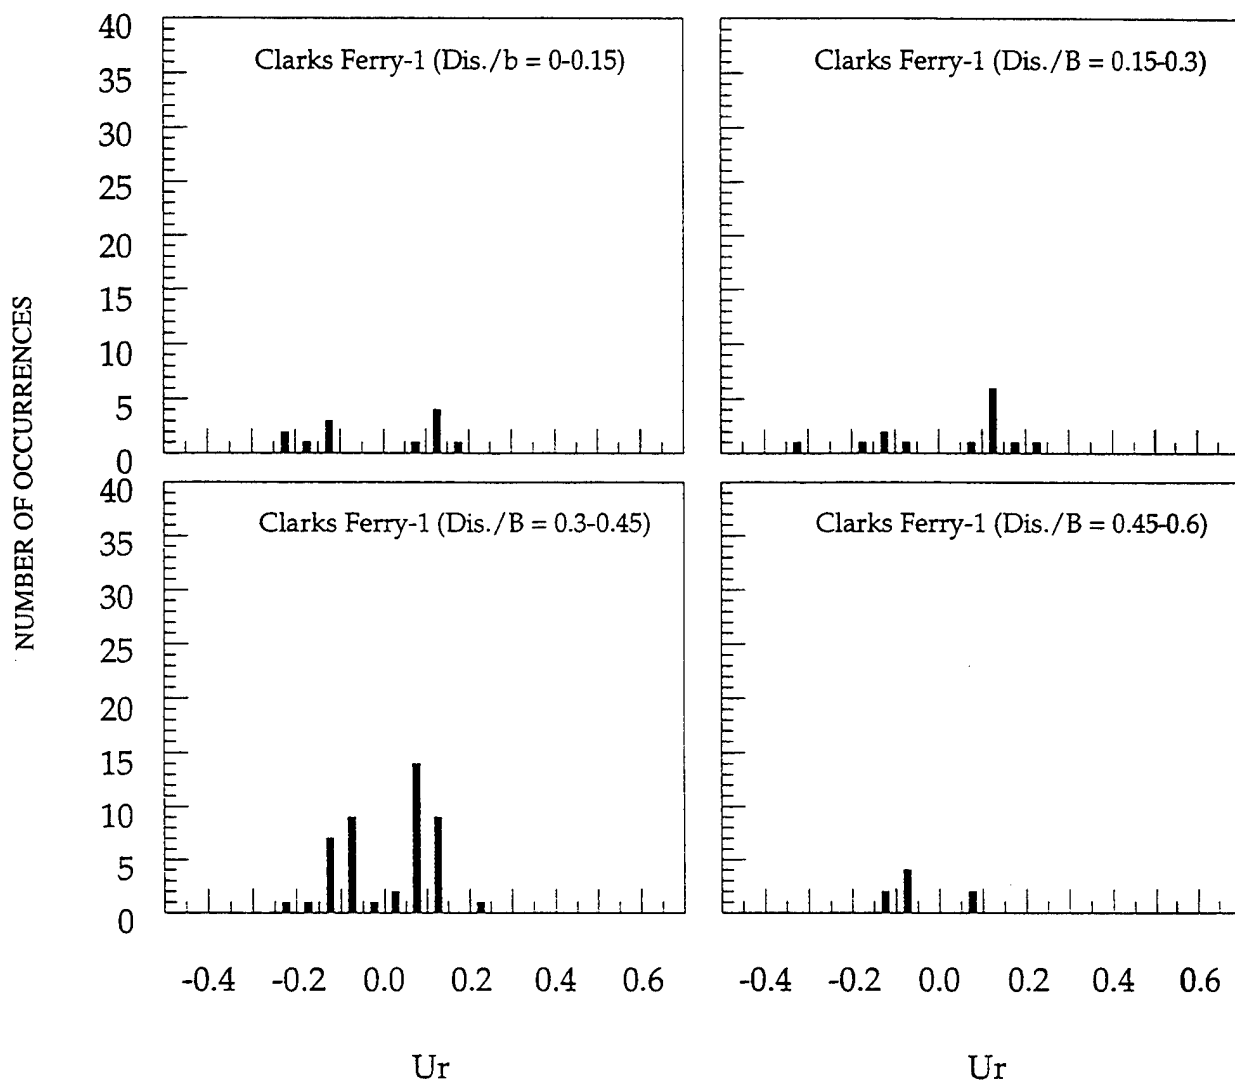 Clarks Ferry-1 (Dis./b = 0-0.15)
Clarks Ferry-1 (Dis./B = 0.15-0.3)
40
35
30
25
20
15
10
5
0
Clarks Ferry-1 (Dis./B = 0.3-0.45)
Clarks Ferry-1 (Dis./B = 0.45-0.6)
40
35
30
25
20
15
10
5
0
NUMBER OF OCCURRENCES
-0.4 -0.2 0.0 0.2 0.4 0.6
-0.4 -0.2 0.0 0.2 0.4 0.6
Ur
Ur